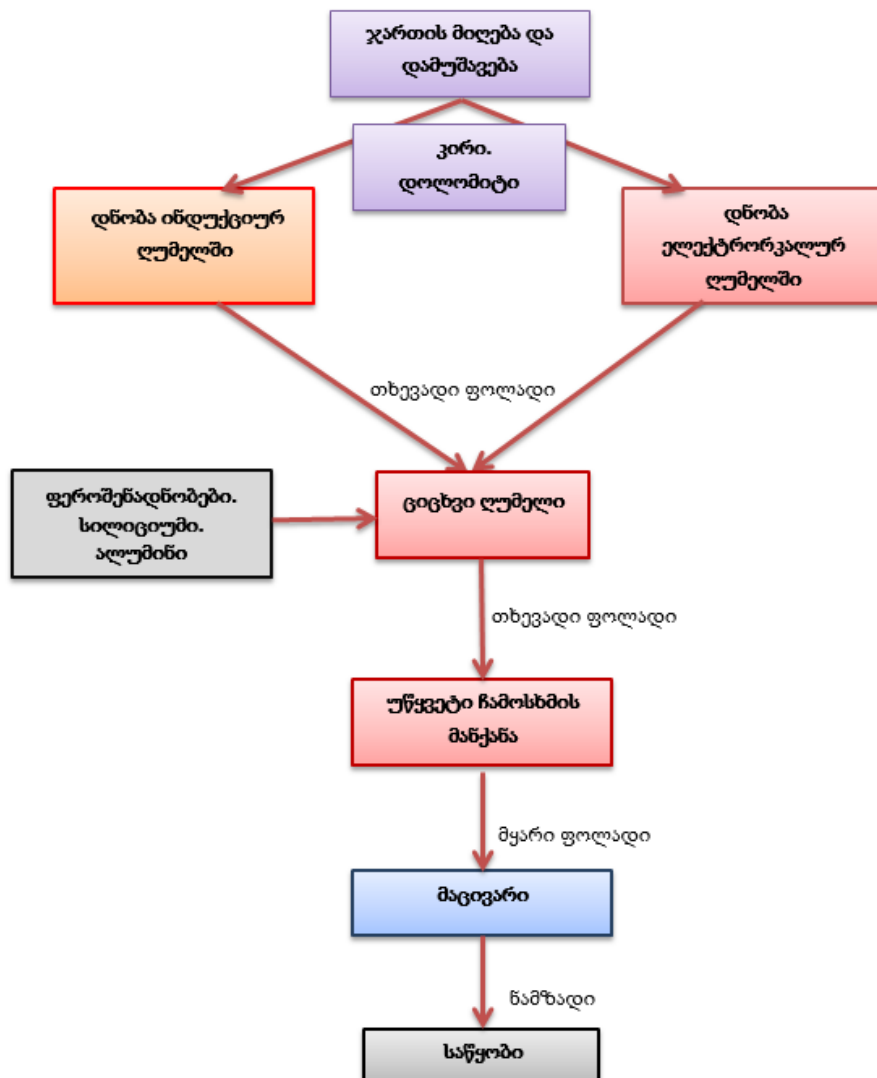 ჯართის მიღება და
დამუშავება
კირი.
დოლომიტი
დნობა ინდუქციურ
ღუმელში
დნობა
ელექტრორკალურ
ღუმელში
თხევადი ფოლადი
ფეროშენადნობები.
სილიციუმი.
ალუმინი
ციცხვი ღუმელი
თხევადი ფოლადი
უწყვეტი ჩამოსხმის
მანქანა
მყარი ფოლადი
მაცივარი
ნამზადი
საწყობი